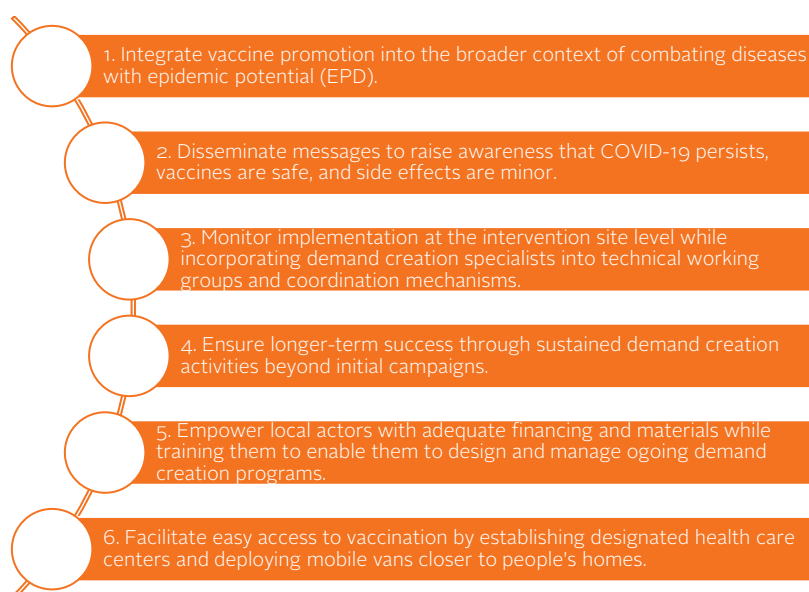 1. Integrate vaccine promotion into the broader context of combating diseases
with epidemic potential (EPD).
2. Disseminate messages to raise awareness that COVID-19 persists,
vaccines are safe, and side effects are minor.
3. Monitor implementation at the intervention site level while
incorporating demand creation specialists into technical working
groups and coordination mechanisms.
4. Ensure longer-term success through sustained demand creation
activities beyond initial campaigns.
5. Empower local actors with adequate financing and materials while
training them to enable them to design and manage ogoing demand
creation programs.
6. Facilitate easy access to vaccination by establishing designated health care
centers and deploying mobile vans closer to people's homes.